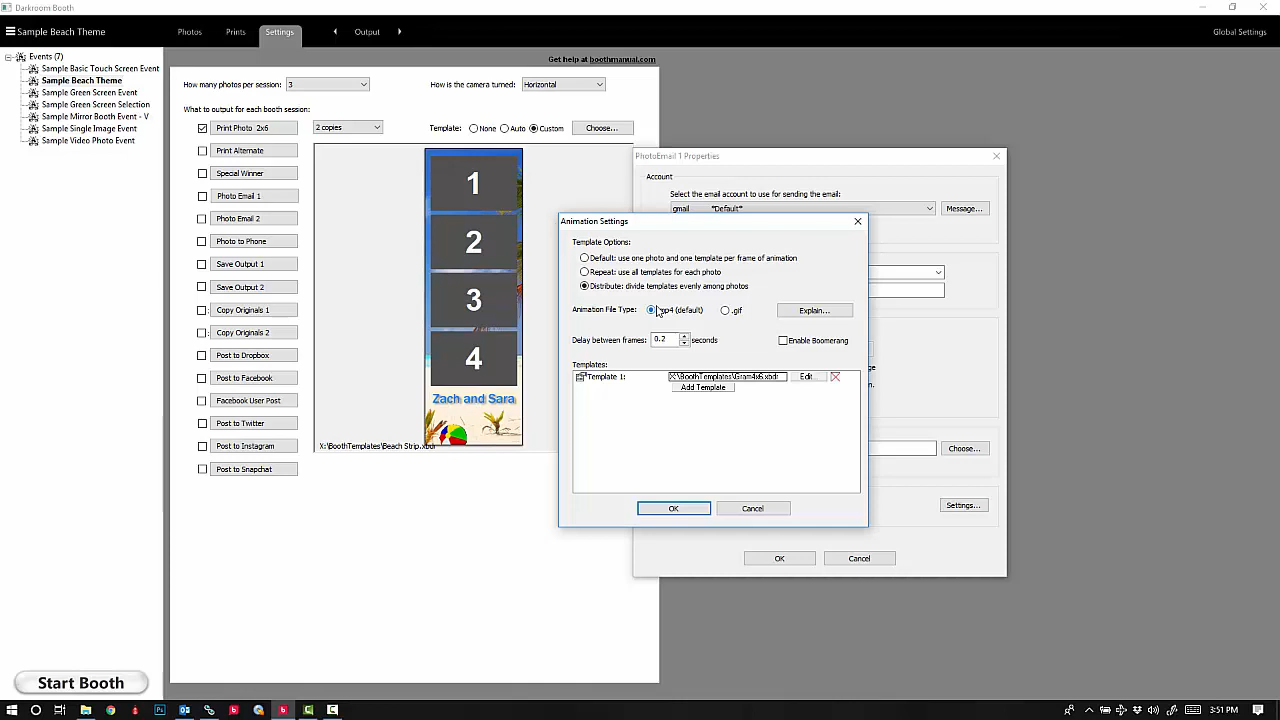 Darkroom Booth
Sample Beach Theme
Photos
Prints
Settings
Output
Global Settings
Events (7)
Sample Basic Touch Screen Event
Sample Beach Theme
Sample Green Screen Event
Sample Green Screen Selection
Sample Mirror Booth Event - V
Sample Single Image Event
Sample Video Photo Event
Get help at boothmanual.com
How many photos per session: 3
How is the camera turned: Horizontal
What to output for each booth session:
Print Photo 2x6
2 copies
Template: None Auto Custom Choose...
Print Alternate
Special Winner
Photo Email 1
Photo Email 2
Photo to Phone
Save Output 1
Save Output 2
Copy Originals 1
Copy Originals 2
Post to Dropbox
Post to Facebook
Facebook User Post
Post to Twitter
Post to Instagram
Post to Snapchat
1
2
3
4
Zach and Sara
X:\BoothTemplates\Beach Strip.xbdr
PhotoEmail 1 Properties
Account
Select the email account to use for sending the email:
gmail *Default*
Message...
Choose...
Settings...
OK Cancel
Animation Settings
Template Options:
Default: use one photo and one template per frame of animation
Repeat: use all templates for each photo
Distribute: divide templates evenly among photos
Animation File Type: mp4 (default) .gif Explain...
Delay between frames: 0.2 seconds
Enable Boomerang
Templates:
Template 1: X:\BoothTemplates\Gram4x6.xbdr Edit...
Add Template
OK Cancel
Start Booth
3:51 PM